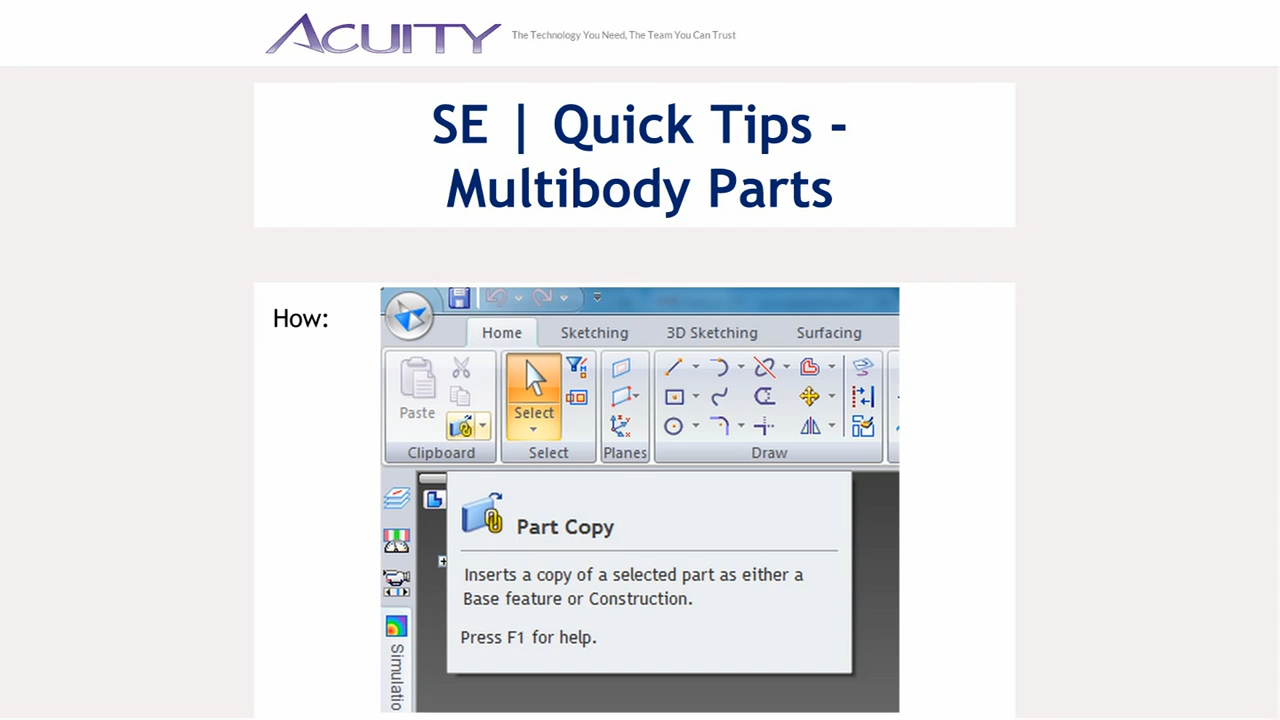 ACUITY The Technology You Need, The Team You Can Trust
SE | Quick Tips -
Multibody Parts
How:
Home Sketching 3D Sketching Surfacing
Paste Select
Clipboard Select Planes Draw
Part Copy
Inserts a copy of a selected part as either a
Base feature or Construction.
Press F1 for help.
Simulatio